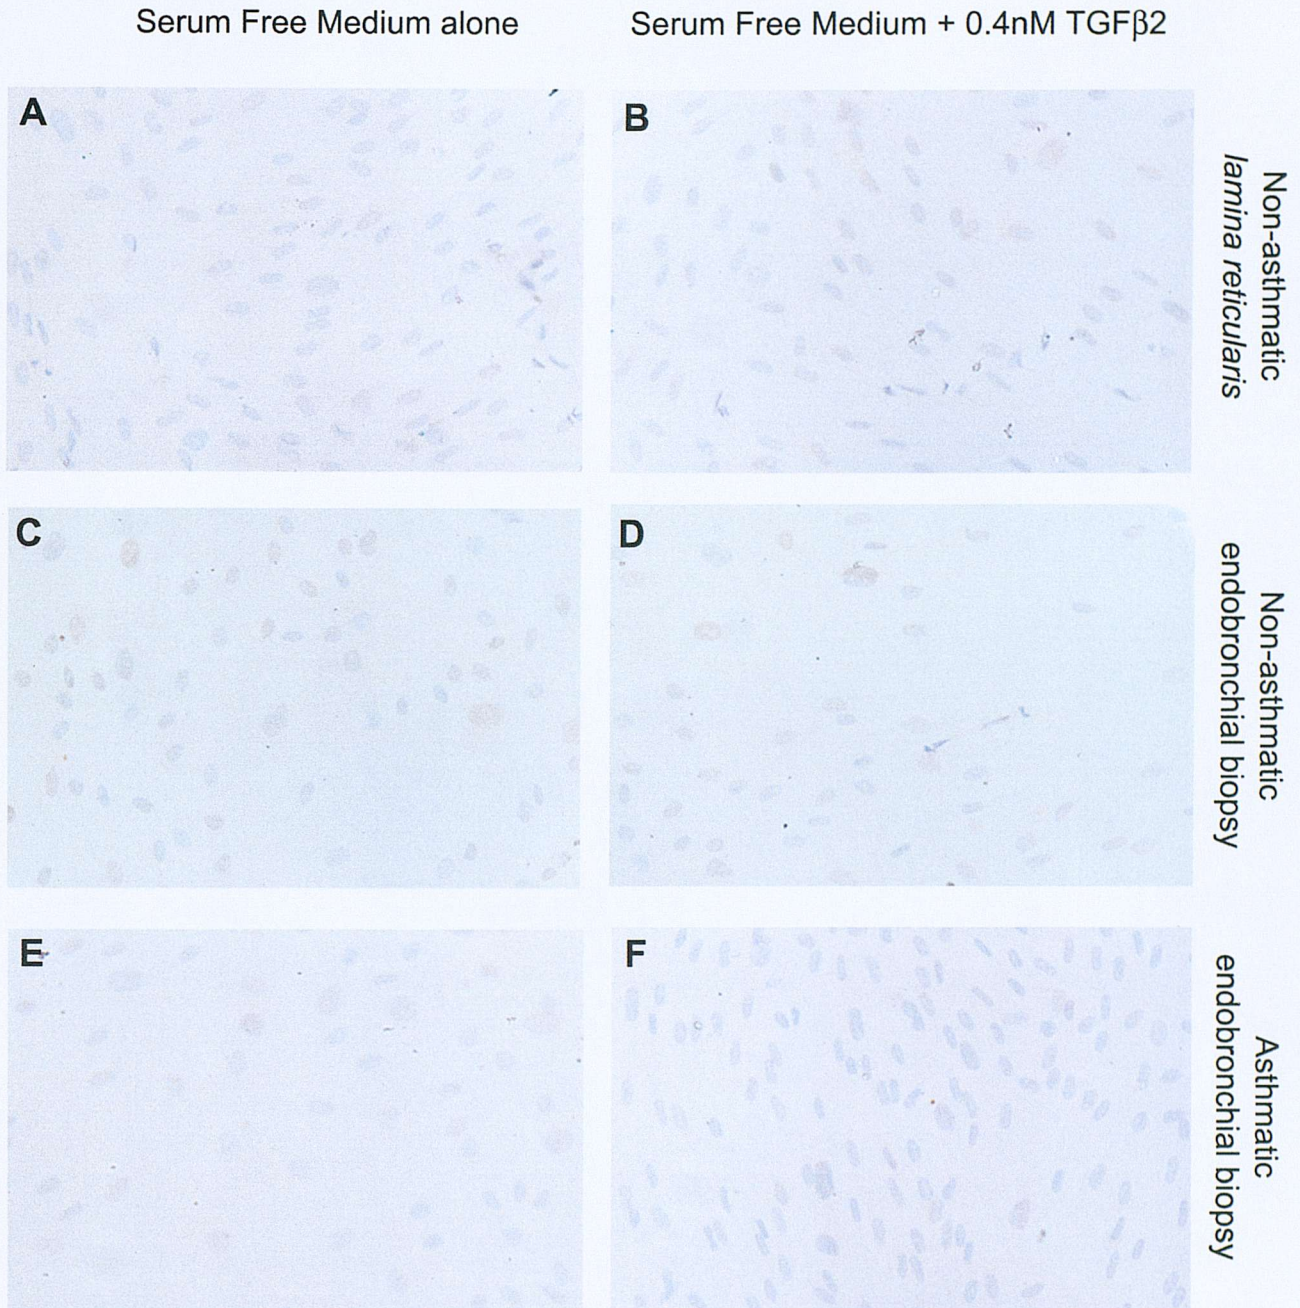 Serum Free Medium alone
Serum Free Medium + 0.4nM TGFβ2
A
B
Non-asthmatic
lamina reticularis
C
D
Non-asthmatic
endobronchial biopsy
E
F
Asthmatic
endobronchial biopsy